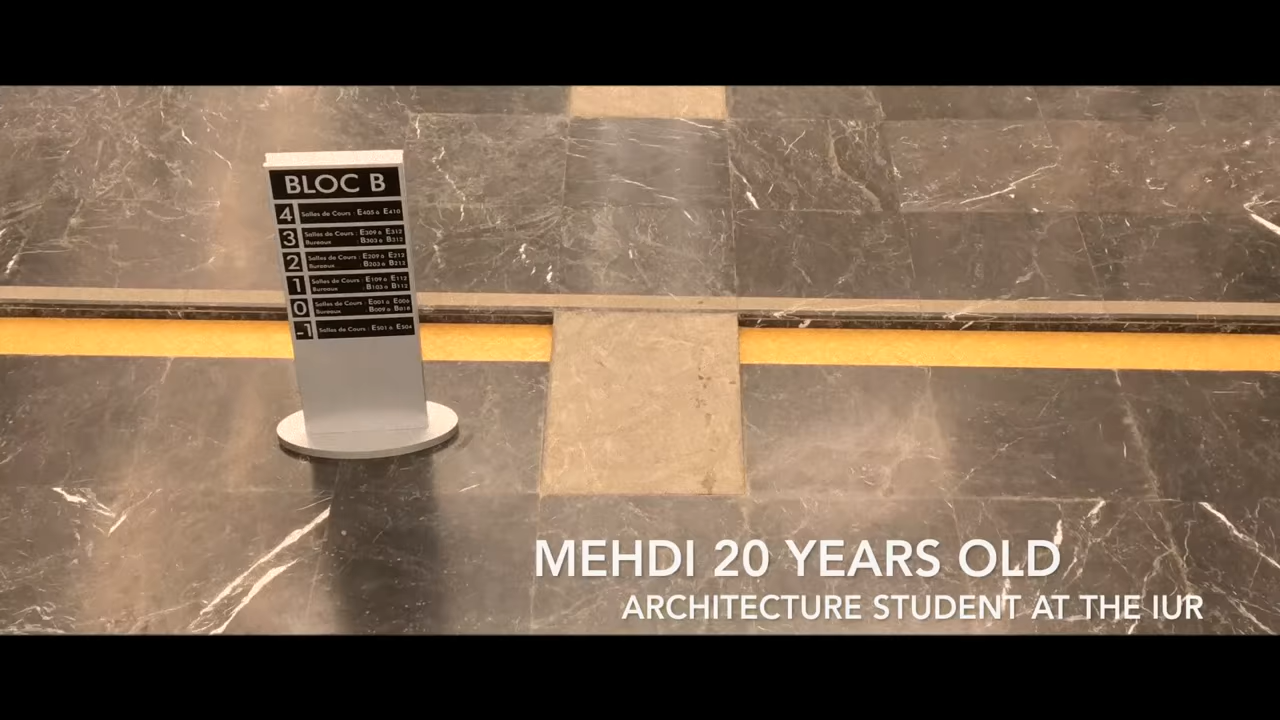 BLOC B
4 Salles de Cours : E405 à E410
3 Salles de Cours : E309 à E312
Bureaux : B303 à B312
2 Salles de Cours : E209 à E212
Bureaux : B203 à B212
1 Salles de Cours : E109 à E112
Bureaux : B103 à B112
0 Salles de Cours : E001 à E006
Bureaux : B009 à B018
-1 Salles de Cours : ES01 à ES04
MEHDI 20 YEARS OLD
ARCHITECTURE STUDENT AT THE IUR